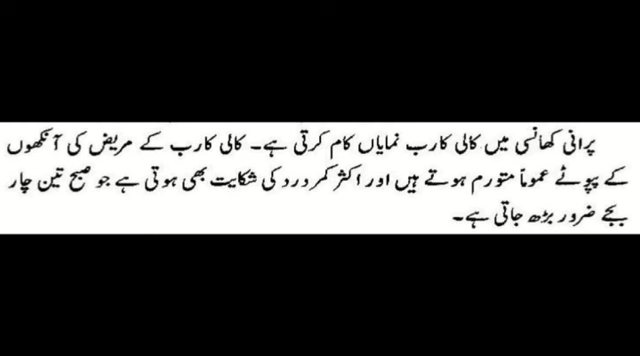 پرانی کھانسی میں کالی کارب نمایاں کام کرتی ہے۔ کالی کارب کے مریض کی آنکھوں
کے پپوٹے عموماً متورم ہوتے ہیں اور اکثر کمر درد کی شکایت بھی ہوتی ہے جو صبح تین چار
بجے ضرور بڑھ جاتی ہے۔